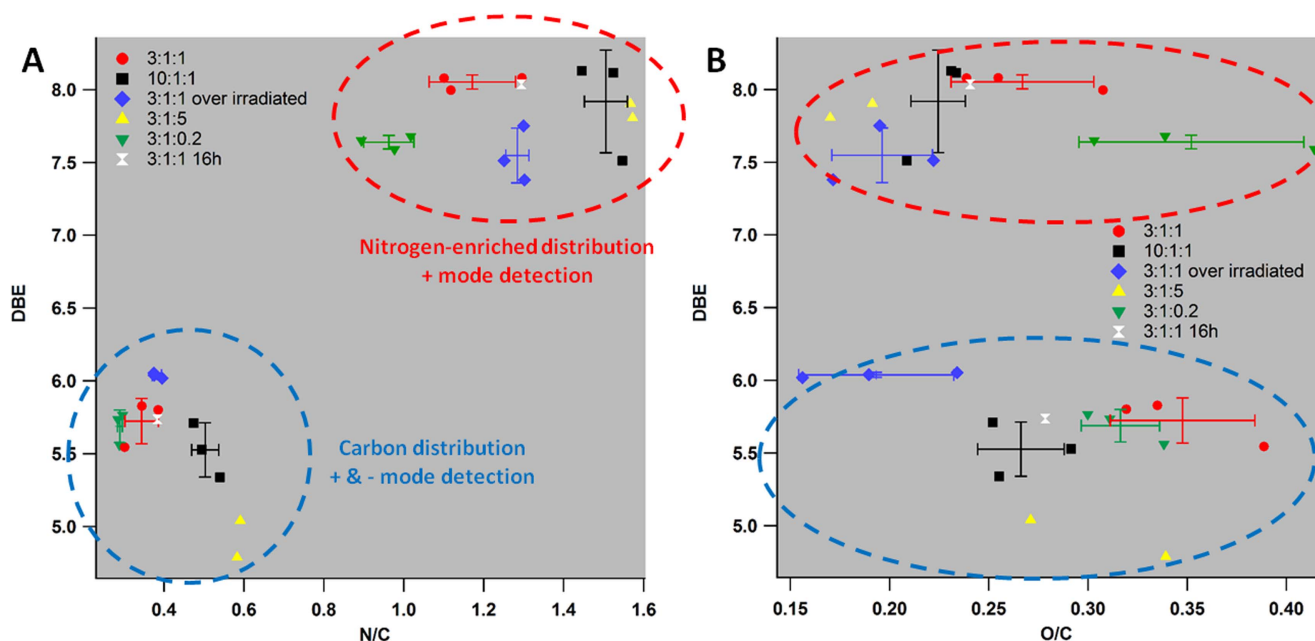 A
3:1:1
10:1:1
3:1:1 over irradiated
3:1:5
3:1:0.2
3:1:1 16h
8.0
7.5
7.0
6.5
6.0
5.5
5.0
DBE
Nitrogen-enriched distribution
+ mode detection
Carbon distribution
+ & - mode detection
0.4
0.6
0.8
1.0
1.2
1.4
1.6
N/C
B
8.0
7.5
7.0
6.5
6.0
5.5
5.0
DBE
3:1:1
10:1:1
3:1:1 over irradiated
3:1:5
3:1:0.2
3:1:1 16h
0.15
0.20
0.25
0.30
0.35
0.40
O/C